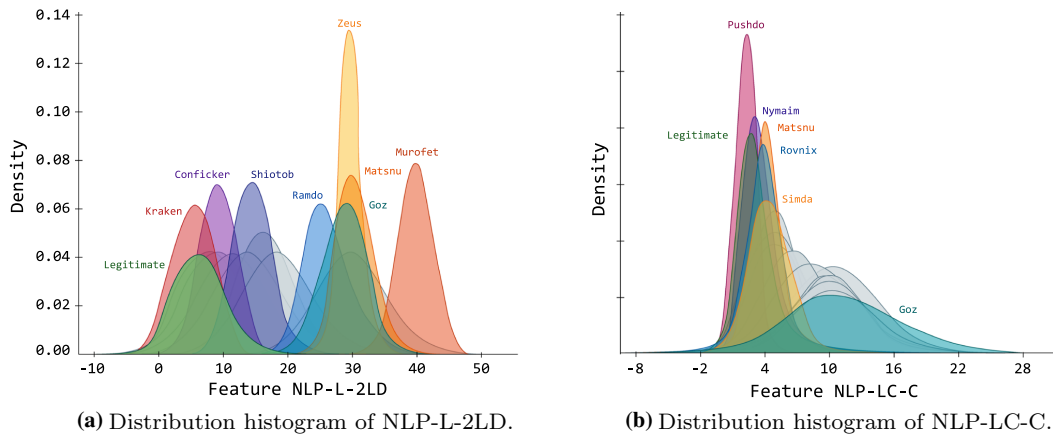 Zeus
0.14
0.12
0.10
0.08
0.06
0.04
0.02
0.00
Density
Conficker
Shiotob
Kraken
Legitimate
Ramdo
Matsnu
Murofet
Goz
-10 0 10 20 30 40 50
Feature NLP-L-2LD
(a) Distribution histogram of NLP-L-2LD.
Pushdo
Density
Nymaim
Legitimate
Matsnu
Rovnix
Simda
Goz
-8 -2 4 10 16 22 28
Feature NLP-LC-C
(b) Distribution histogram of NLP-LC-C.